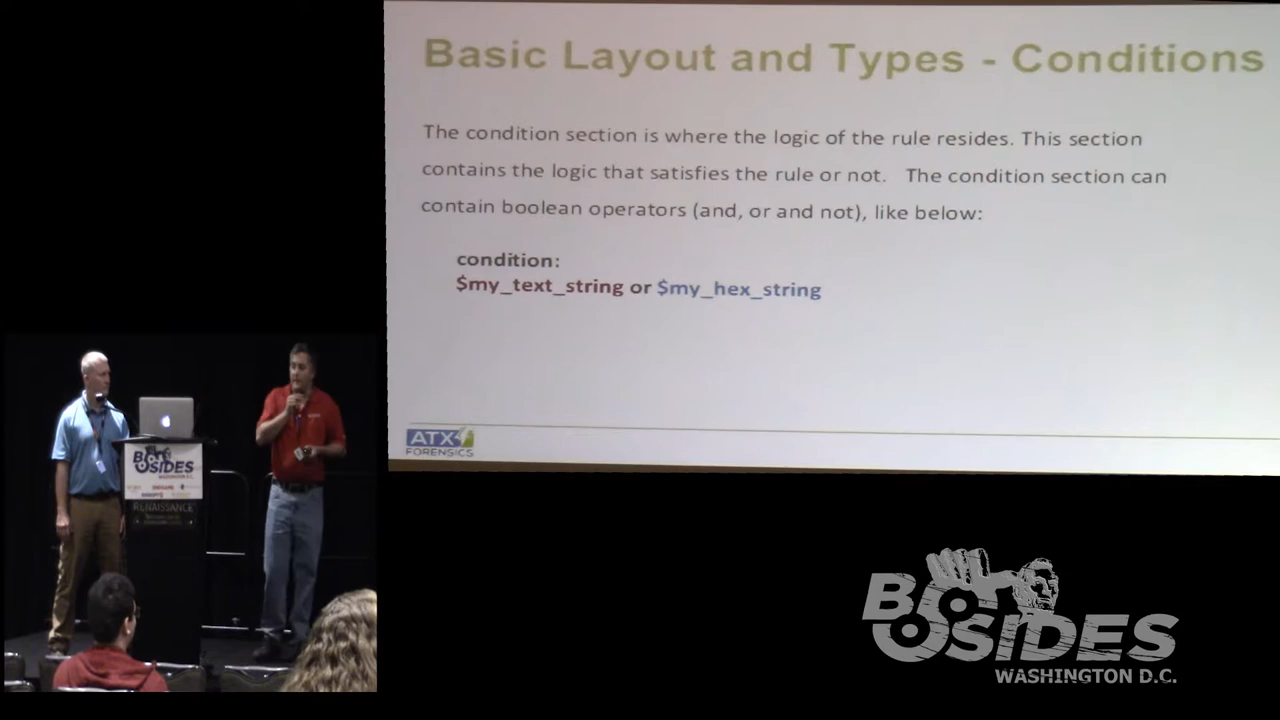 Basic Layout and Types - Conditions
The condition section is where the logic of the rule resides. This section
contains the logic that satisfies the rule or not. The condition section can
contain boolean operators (and, or and not), like below:
condition:
$my_text_string or $my_hex_string
ATX
FORENSICS
BSIDES
WASHINGTON D.C.
RENAISSANCE
BSIDES
WASHINGTON D.C.